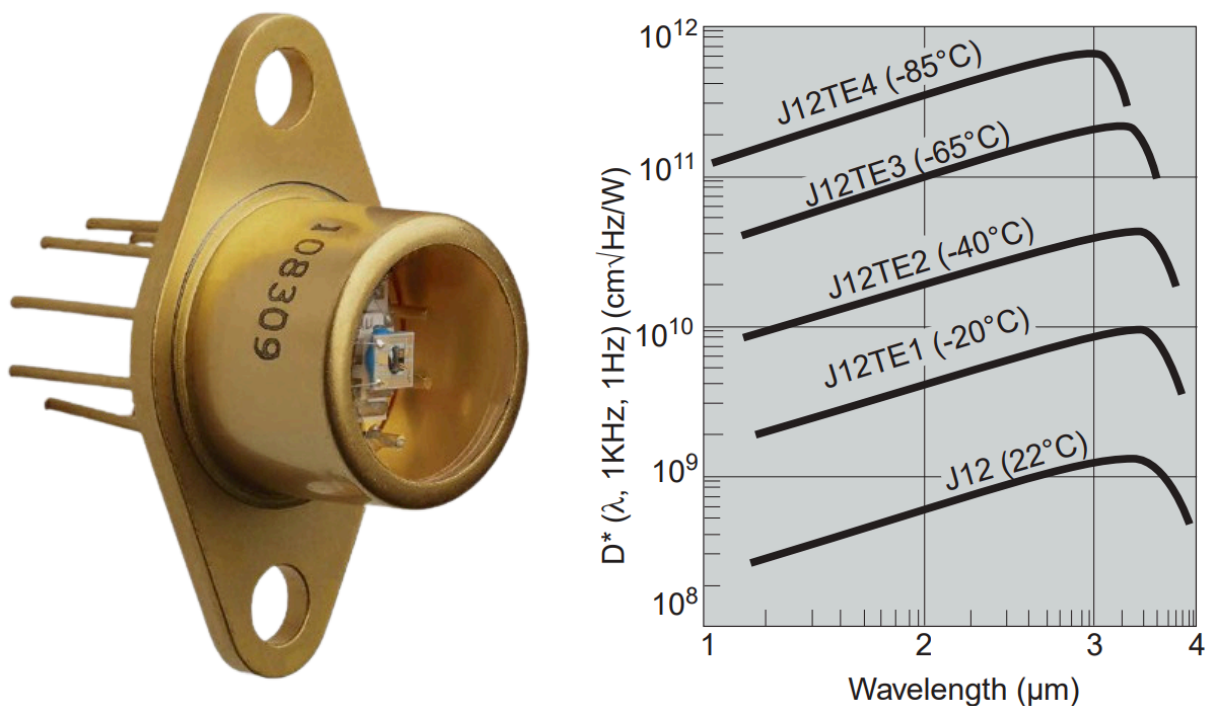 108309
10¹²
10¹¹
10¹⁰
10⁹
10⁸
D* (λ, 1KHz, 1Hz) (cm√Hz/W)
J12TE4 (-85°C)
J12TE3 (-65°C)
J12TE2 (-40°C)
J12TE1 (-20°C)
J12 (22°C)
1 2 3 4
Wavelength (µm)